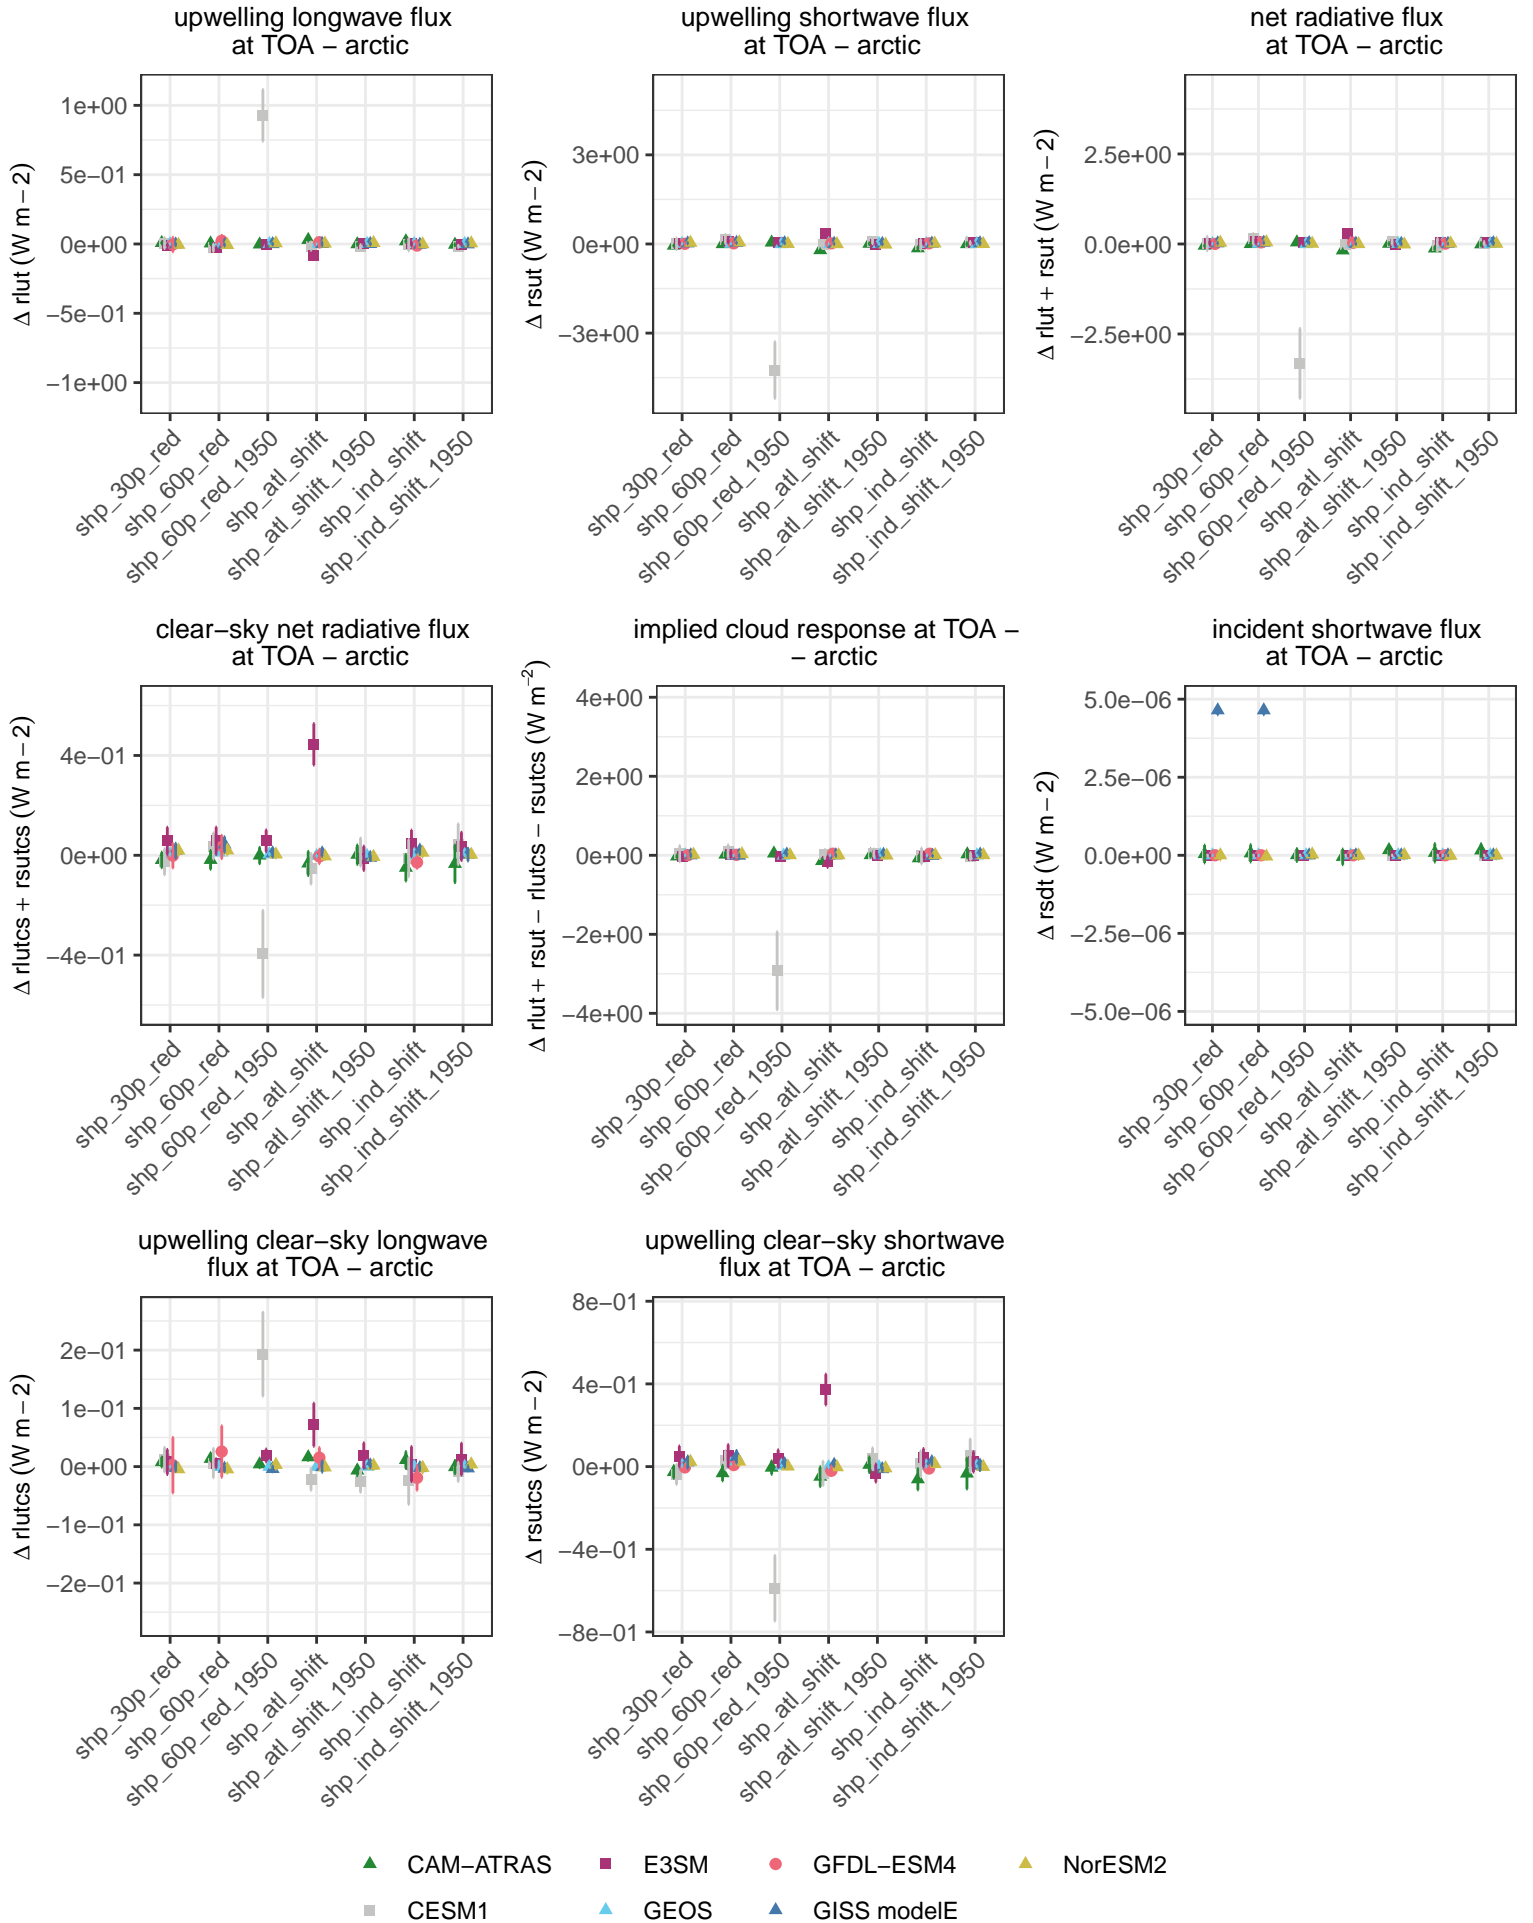 upwelling longwave flux
at TOA − arctic
Δ rlut (W m−2)
1e+00
5e−01
0e+00
−5e−01
−1e+00
shp_30p_red
shp_60p_red
shp_60p_red_1950
shp_atl_shift
shp_atl_shift_1950
shp_ind_shift
shp_ind_shift_1950
upwelling shortwave flux
at TOA − arctic
Δ rsut (W m−2)
3e+00
0e+00
−3e+00
shp_30p_red
shp_60p_red
shp_60p_red_1950
shp_atl_shift
shp_atl_shift_1950
shp_ind_shift
shp_ind_shift_1950
net radiative flux
at TOA − arctic
Δ rlut + rsut (W m−2)
2.5e+00
0.0e+00
−2.5e+00
shp_30p_red
shp_60p_red
shp_60p_red_1950
shp_atl_shift
shp_atl_shift_1950
shp_ind_shift
shp_ind_shift_1950
clear−sky net radiative flux
at TOA − arctic
Δ rlutcs + rsutcs (W m−2)
4e−01
0e+00
−4e−01
shp_30p_red
shp_60p_red
shp_60p_red_1950
shp_atl_shift
shp_atl_shift_1950
shp_ind_shift
shp_ind_shift_1950
implied cloud response at TOA −
− arctic
Δ rlut + rsut − rlutcs − rsutcs (W m⁻²)
4e+00
2e+00
0e+00
−2e+00
−4e+00
shp_30p_red
shp_60p_red
shp_60p_red_1950
shp_atl_shift
shp_atl_shift_1950
shp_ind_shift
shp_ind_shift_1950
incident shortwave flux
at TOA − arctic
Δ rsdt (W m−2)
5.0e−06
2.5e−06
0.0e+00
−2.5e−06
−5.0e−06
shp_30p_red
shp_60p_red
shp_60p_red_1950
shp_atl_shift
shp_atl_shift_1950
shp_ind_shift
shp_ind_shift_1950
upwelling clear−sky longwave
flux at TOA − arctic
Δ rlutcs (W m−2)
2e−01
1e−01
0e+00
−1e−01
−2e−01
shp_30p_red
shp_60p_red
shp_60p_red_1950
shp_atl_shift
shp_atl_shift_1950
shp_ind_shift
shp_ind_shift_1950
upwelling clear−sky shortwave
flux at TOA − arctic
Δ rsutcs (W m−2)
8e−01
4e−01
0e+00
−4e−01
−8e−01
shp_30p_red
shp_60p_red
shp_60p_red_1950
shp_atl_shift
shp_atl_shift_1950
shp_ind_shift
shp_ind_shift_1950
CAM−ATRAS E3SM GFDL−ESM4 NorESM2
CESM1 GEOS GISS modelE